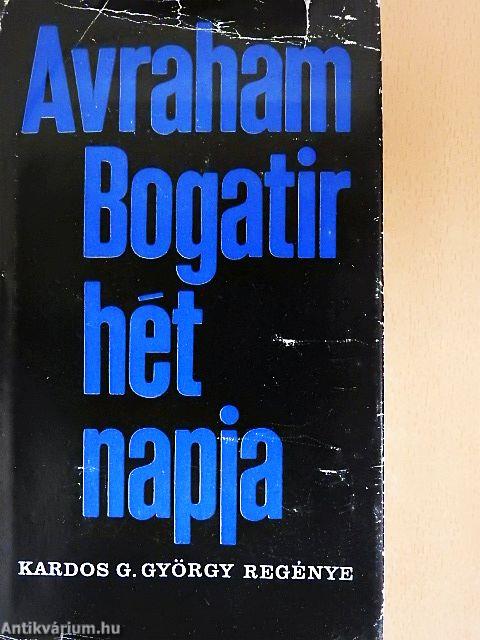 Avraham
Bogatir
hét
napja
KARDOS G. GYÖRGY REGÉNYE
Antikvárium.hu